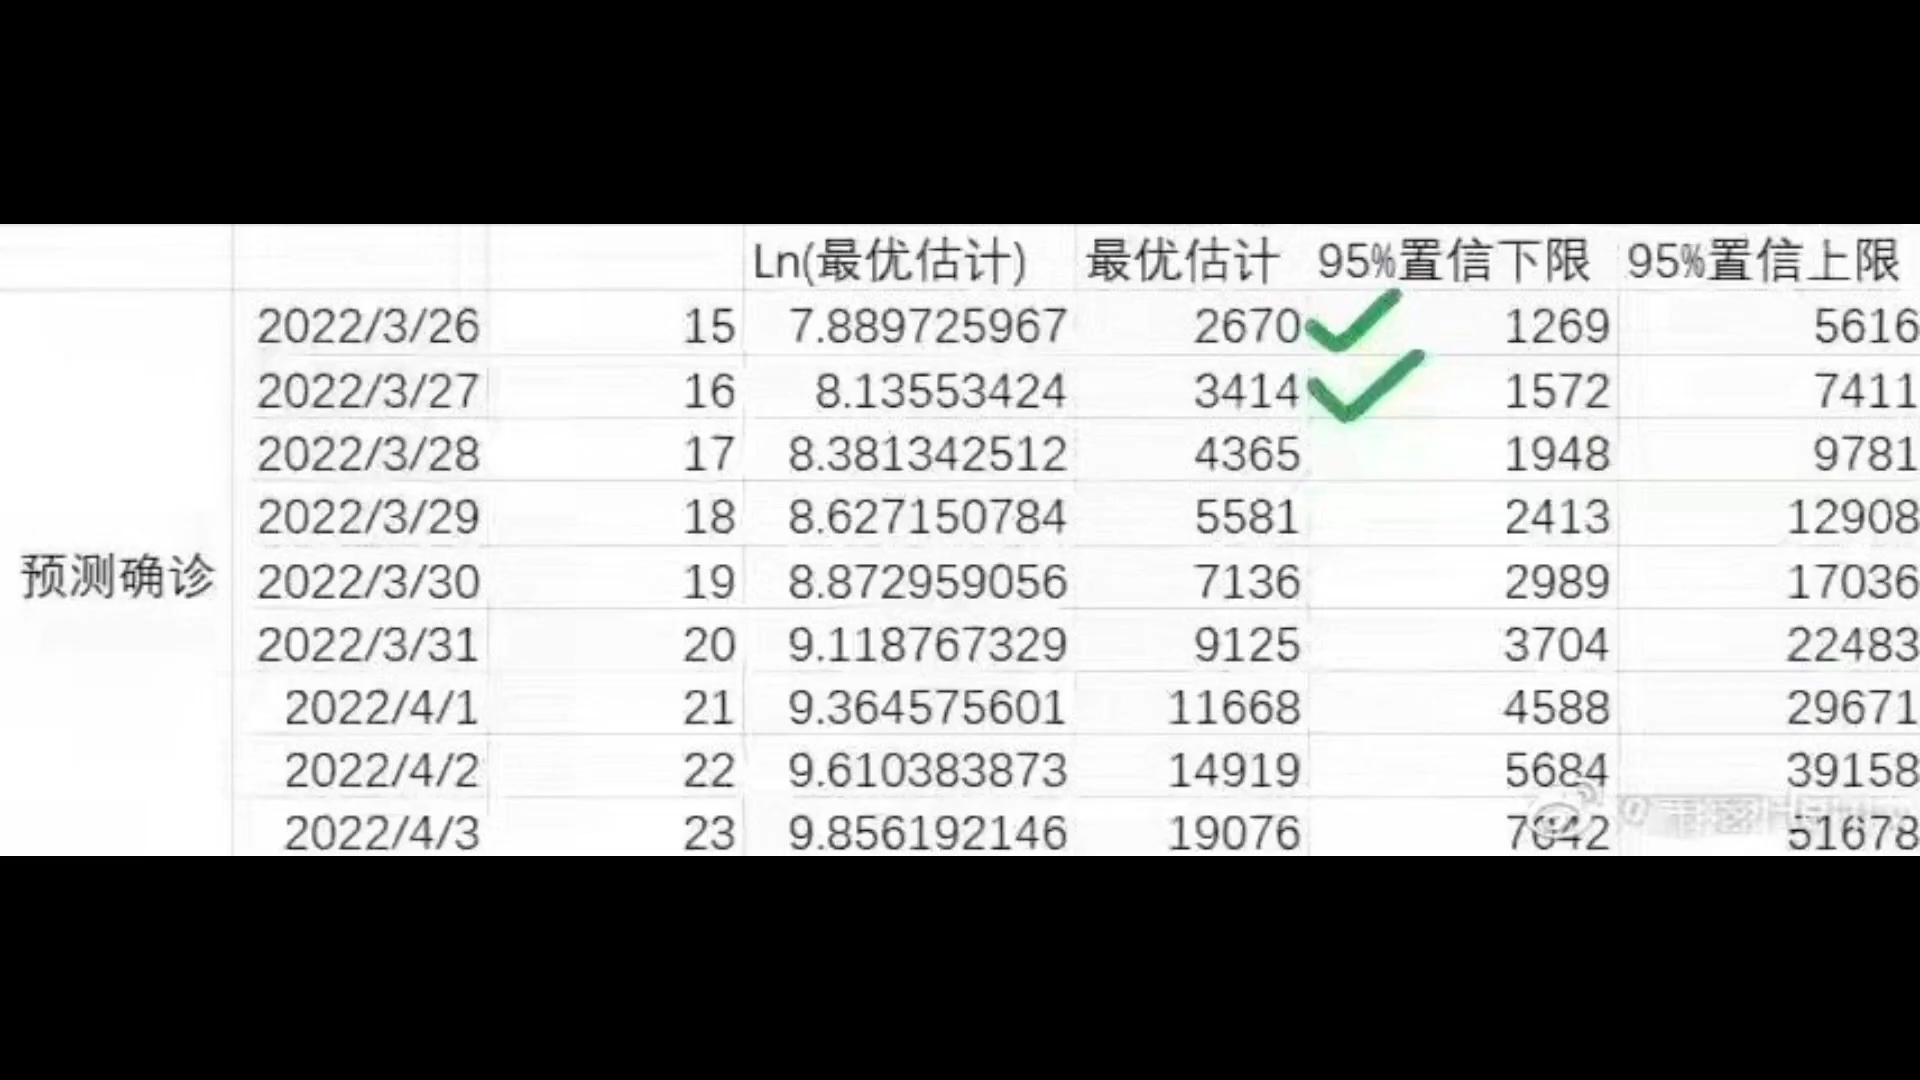 Ln(最优估计) 最优估计 95%置信下限 95%置信上限
2022/3/26 15 7.889725967 2670 1269 5616
2022/3/27 16 8.13553424 3414 1572 7411
2022/3/28 17 8.381342512 4365 1948 9781
2022/3/29 18 8.627150784 5581 2413 12908
预测确诊 2022/3/30 19 8.872959056 7136 2989 17036
2022/3/31 20 9.118767329 9125 3704 22483
2022/4/1 21 9.364575601 11668 4588 29671
2022/4/2 22 9.610383873 14919 5684 39158
2022/4/3 23 9.856192146 19076 7042 51678